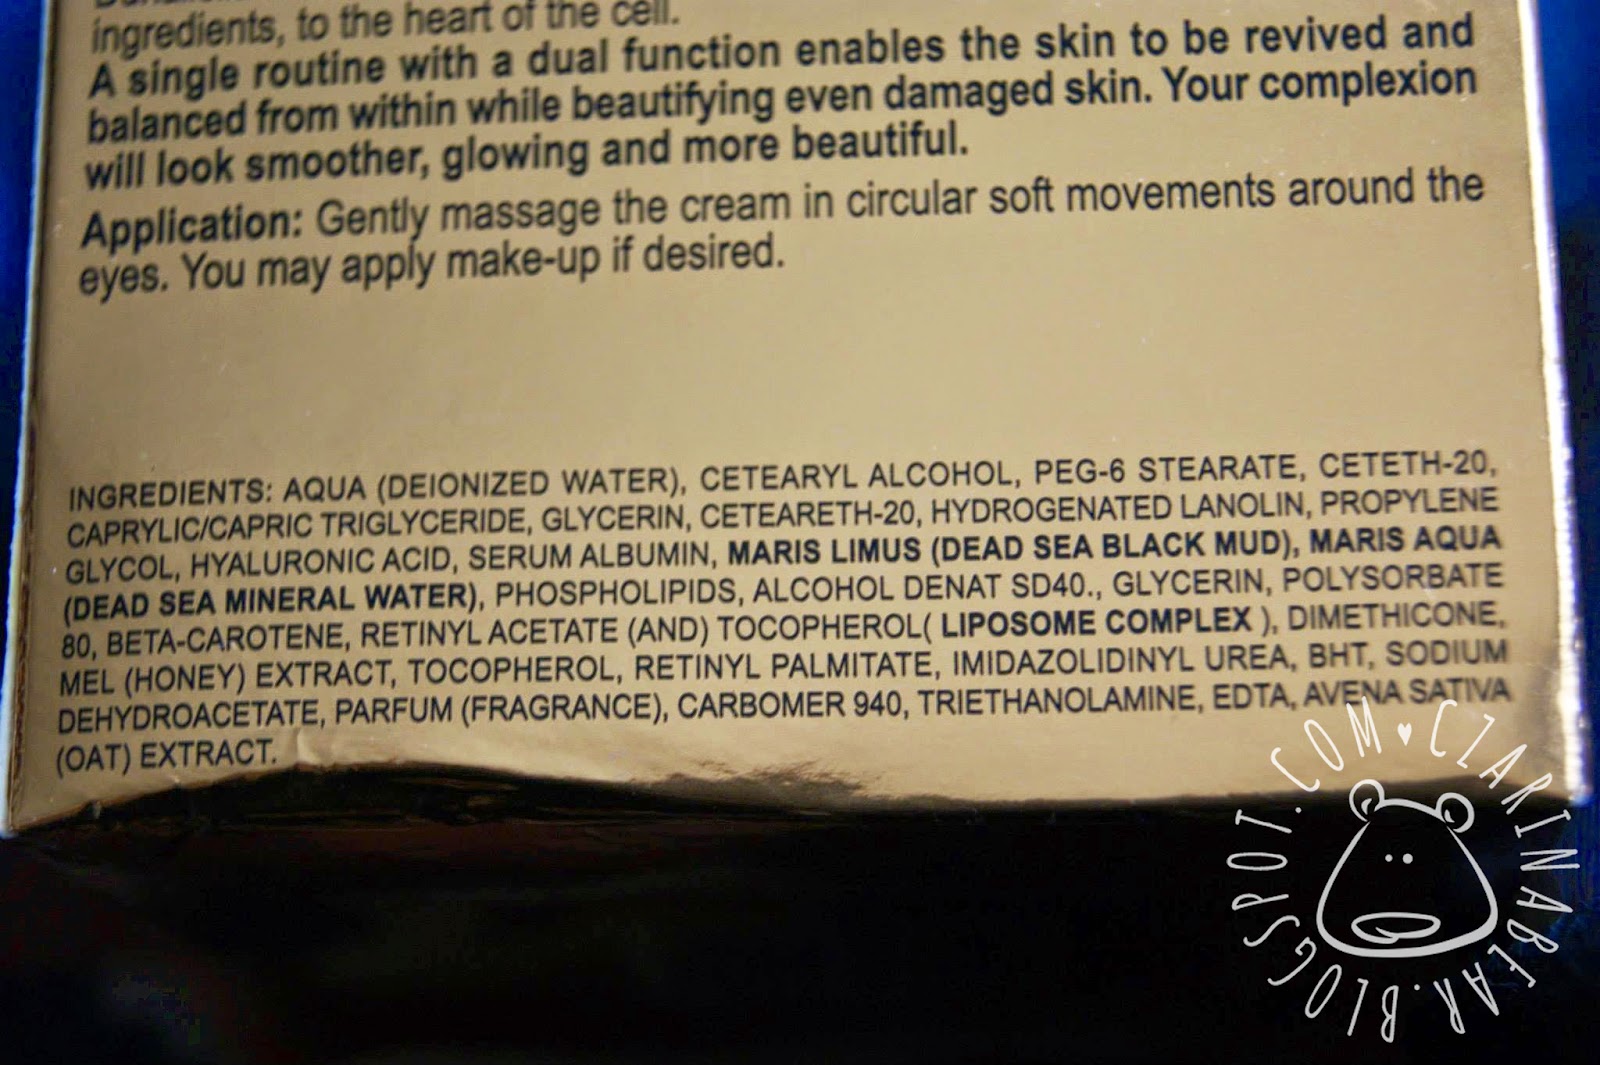 ingredients, to the heart of the cell.
A single routine with a dual function enables the skin to be revived and
balanced from within while beautifying even damaged skin. Your complexion
will look smoother, glowing and more beautiful.
Application: Gently massage the cream in circular soft movements around the
eyes. You may apply make-up if desired.
INGREDIENTS: AQUA (DEIONIZED WATER), CETEARYL ALCOHOL, PEG-6 STEARATE, CETETH-20,
CAPRYLIC/CAPRIC TRIGLYCERIDE, GLYCERIN, CETEARETH-20, HYDROGENATED LANOLIN, PROPYLENE
GLYCOL, HYALURONIC ACID, SERUM ALBUMIN, MARIS LIMUS (DEAD SEA BLACK MUD), MARIS AQUA
(DEAD SEA MINERAL WATER), PHOSPHOLIPIDS, ALCOHOL DENAT SD40., GLYCERIN, POLYSORBATE
80, BETA-CAROTENE, RETINYL ACETATE (AND) TOCOPHEROL( LIPOSOME COMPLEX ), DIMETHICONE,
MEL (HONEY) EXTRACT, TOCOPHEROL, RETINYL PALMITATE, IMIDAZOLIDINYL UREA, BHT, SODIUM
DEHYDROACETATE, PARFUM (FRAGRANCE), CARBOMER 940, TRIETHANOLAMINE, EDTA, AVENA SATIVA
(OAT) EXTRACT.
CZARINABEAR.BLOGSPOT.COM ♥